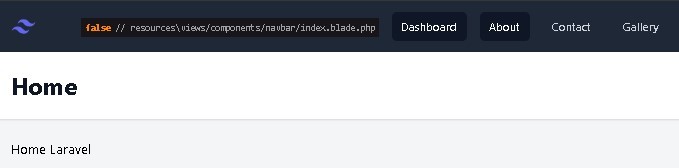 false // resources\views/components/navbar/index.blade.php Dashboard About Contact Gallery
Home
Home Laravel